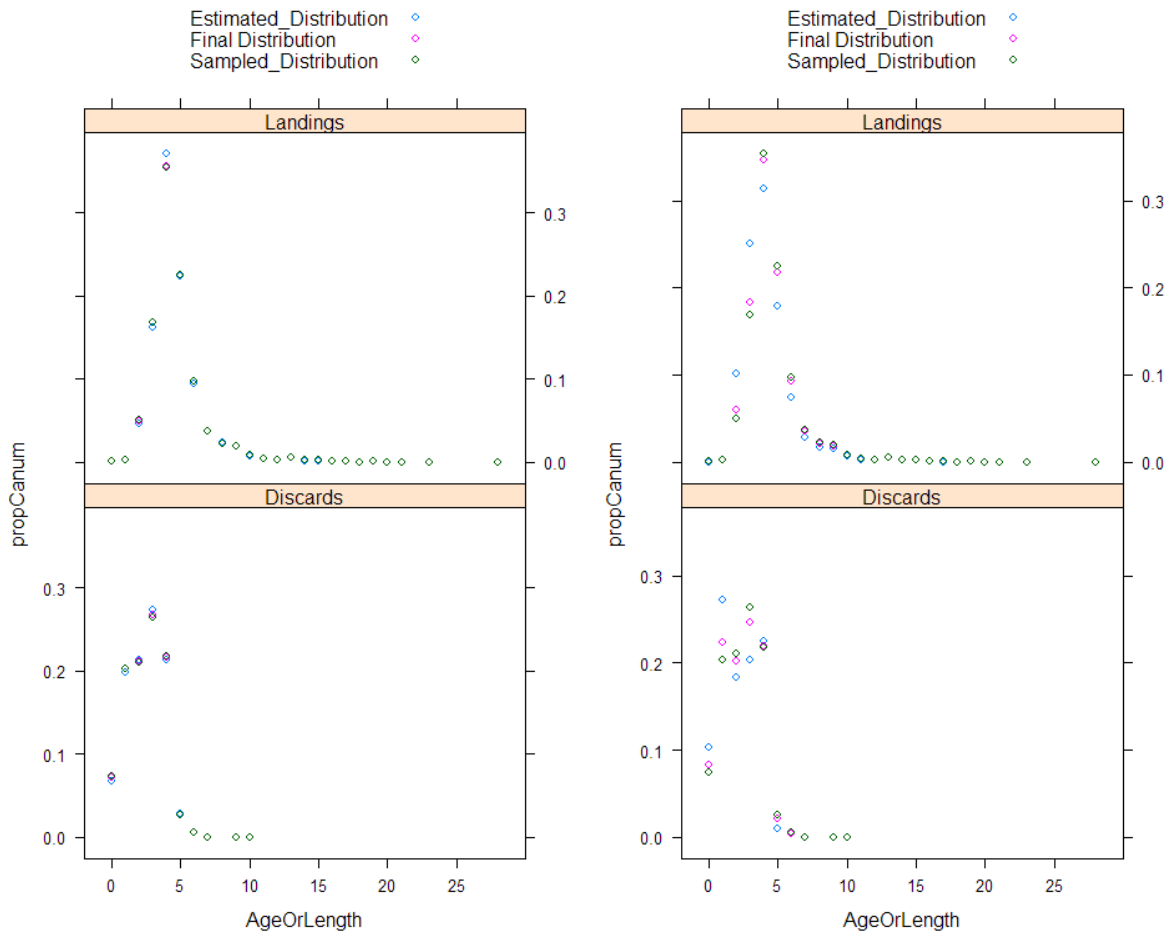 Estimated_Distribution
Final Distribution
Sampled_Distribution
Landings
0.3
0.2
0.1
0.0
Discards
0.3
0.2
0.1
0.0
propCanum
0 5 10 15 20 25
AgeOrLength
Estimated_Distribution
Final Distribution
Sampled_Distribution
Landings
0.3
0.2
0.1
0.0
Discards
0.3
0.2
0.1
0.0
propCanum
0 5 10 15 20 25
AgeOrLength